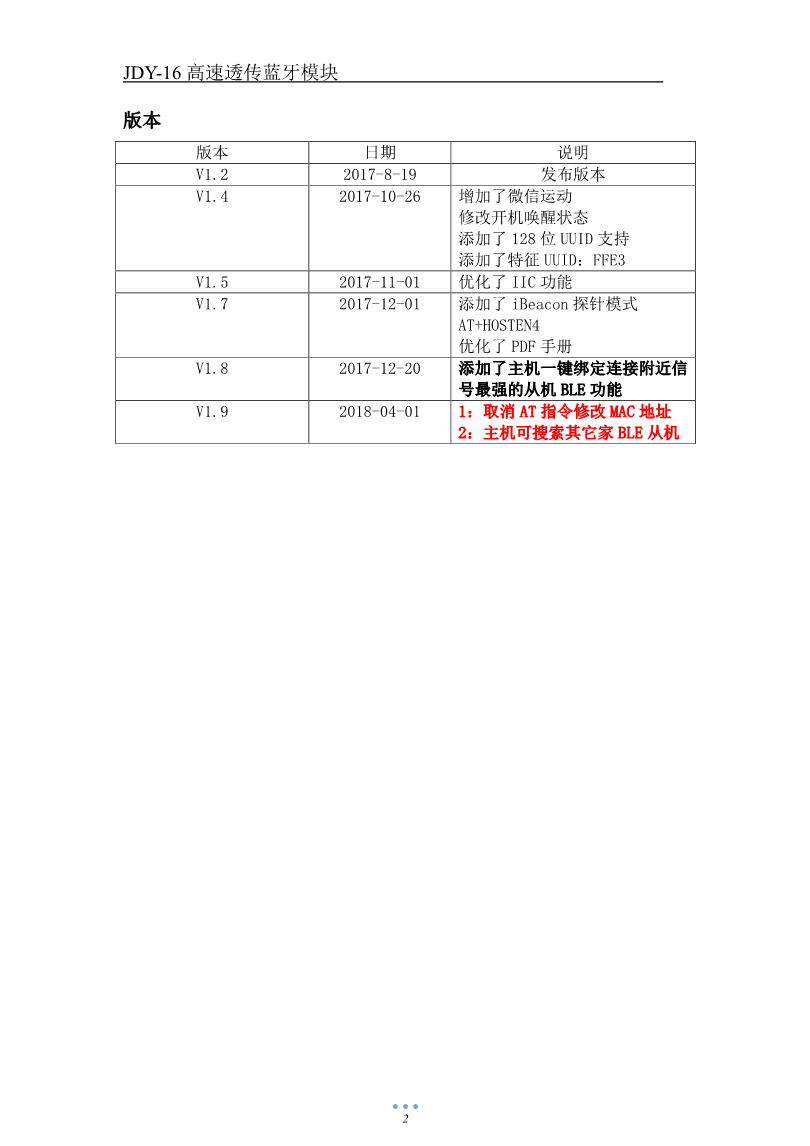 JDY-16 高速透传蓝牙模块
版本
版本 日期 说明
V1.2 2017-8-19 发布版本
V1.4 2017-10-26 增加了微信运动
修改开机唤醒状态
添加了 128 位 UUID 支持
添加了特征 UUID：FFE3
V1.5 2017-11-01 优化了 IIC 功能
V1.7 2017-12-01 添加了 iBeacon 探针模式
AT+HOSTEN4
优化了 PDF 手册
V1.8 2017-12-20 添加了主机一键绑定连接附近信
号最强的从机 BLE 功能
V1.9 2018-04-01 1：取消 AT 指令修改 MAC 地址
2：主机可搜索其它家 BLE 从机
2